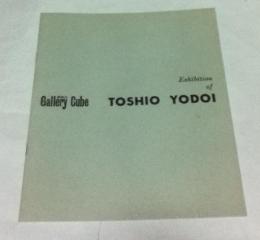 Exhibition
of
Gallery Cube TOSHIO YODOI